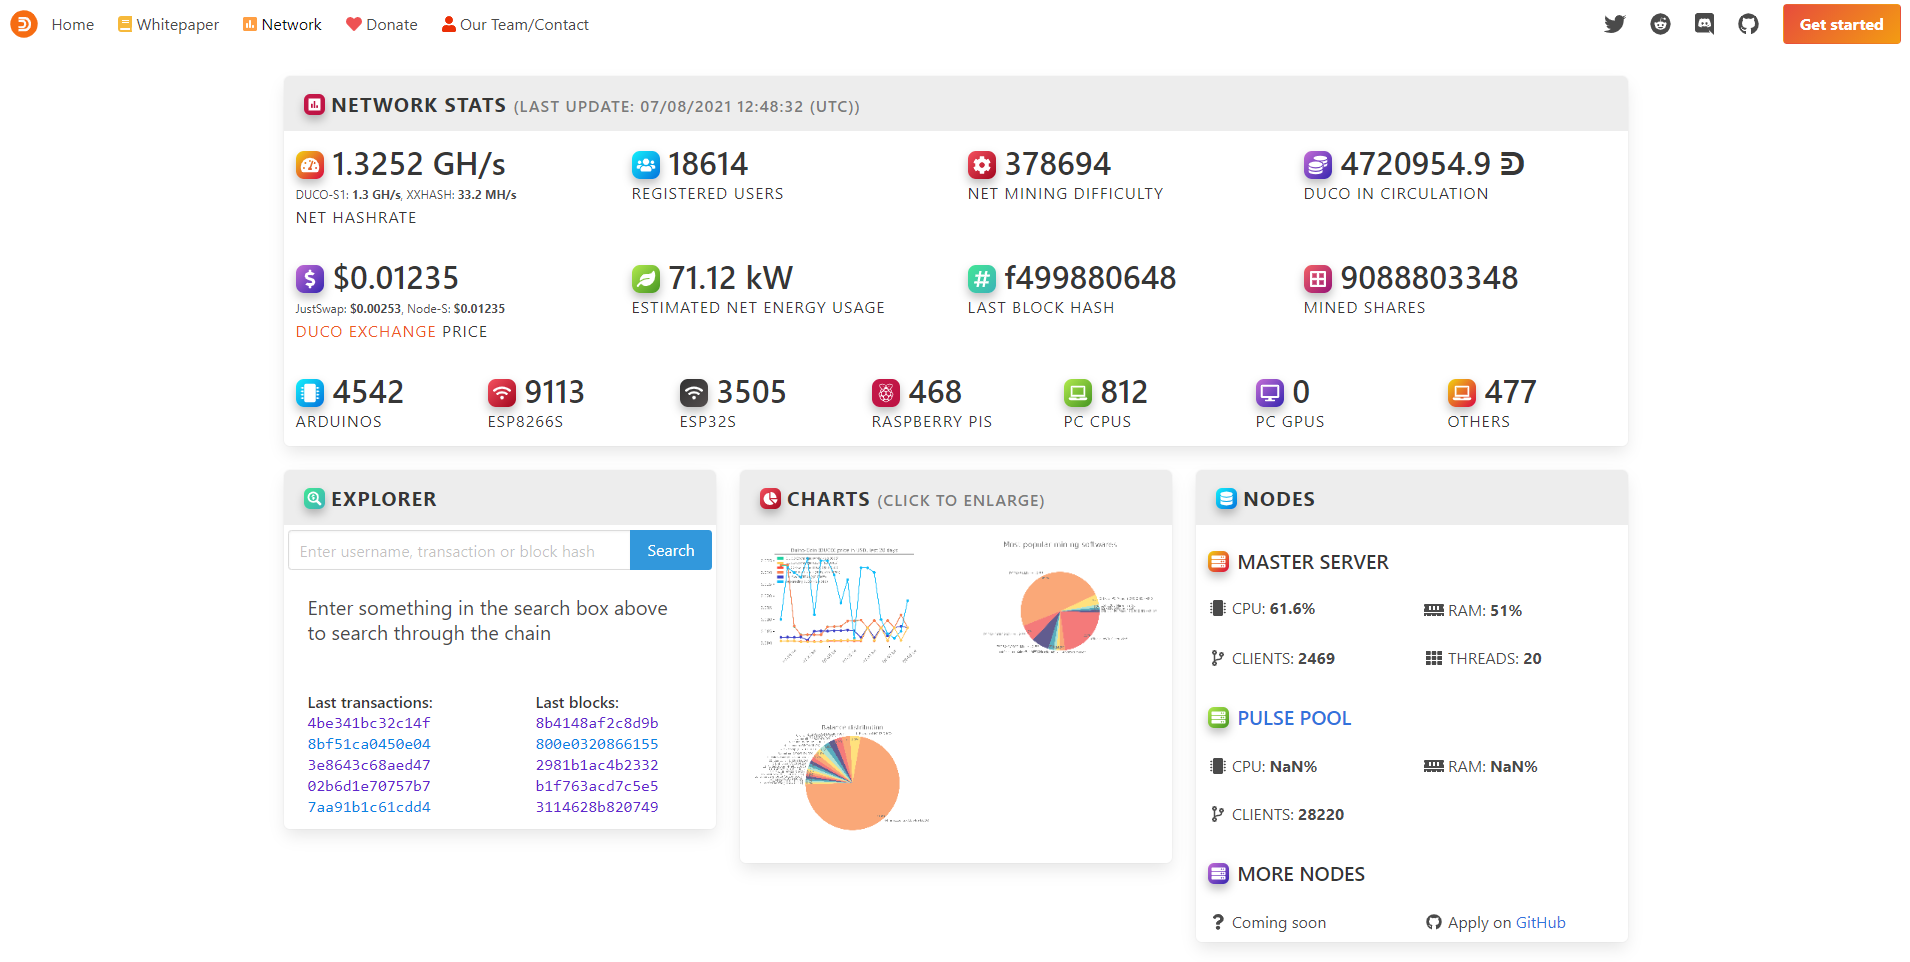 Home Whitepaper Network Donate Our Team/Contact Get started
NETWORK STATS (LAST UPDATE: 07/08/2021 12:48:32 (UTC))
1.3252 GH/s
DUCO-S1: 1.3 GH/s, XXHASH: 33.2 MH/s
NET HASHRATE
18614
REGISTERED USERS
378694
NET MINING DIFFICULTY
4720954.9
DUCO IN CIRCULATION
$0.01235
JustSwap: $0.00253, Node-S: $0.01235
DUCO EXCHANGE PRICE
71.12 kW
ESTIMATED NET ENERGY USAGE
f499880648
LAST BLOCK HASH
9088803348
MINED SHARES
4542
ARDUINOS
9113
ESP8266S
3505
ESP32S
468
RASPBERRY PIS
812
PC CPUS
0
PC GPUS
477
OTHERS
EXPLORER
Enter username, transaction or block hash Search
Enter something in the search box above
to search through the chain
Last transactions:
4be341bc32c14f
8bf51ca0450e04
3e8643c68aed47
02b6d1e70757b7
7aa91b1c61cdd4
Last blocks:
8b4148af2c8d9b
800e0320866155
2981b1ac4b2332
b1f763acd7c5e5
3114628b820749
CHARTS (CLICK TO ENLARGE)
Most popular mining softwares
Balance distribution
NODES
MASTER SERVER
CPU: 61.6% RAM: 51%
CLIENTS: 2469 THREADS: 20
PULSE POOL
CPU: NaN% RAM: NaN%
CLIENTS: 28220
MORE NODES
Coming soon Apply on GitHub